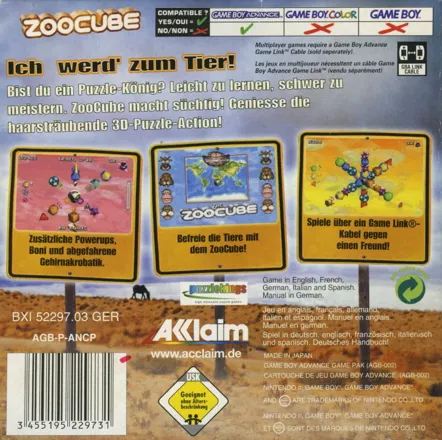 ZOOCUBE
COMPATIBLE ?
YES/OUI =
NO/NON =
GAME BOY ADVANCE
GAME BOY COLOR
GAME BOY.
Multiplayer games require a Game Boy Advance
Game Link™ Cable (sold separately).
Les jeux en multijoueur nécessitent un câble Game
Boy Advance Game Link™ (vendu séparément)
GBA LINK
CABLE
Ich werd' zum Tier!
Bist du ein Puzzle-König? Leicht zu lernen, schwer zu
meistern. ZooCube macht süchtig! Geniesse die
haarsträubende 3D-Puzzle-Action!
ZOOCUBE
Zusätzliche Powerups,
Boni und abgefahrene
Gehirnakrobatik.
Befreie die Tiere mit
dem ZooCube!
Spiele über ein Game Link®-
Kabel gegen
einen Freund!
puzzlekings
BXI 52297.03 GER
AGB-P-ANCP
AKClaim
www.acclaim.de
3 455195 229731
USK
Geeignet
ohne Alters-
beschränkung
Game in English, French,
German, Italian and Spanish.
Manual in German.
Jeu en anglais, français, allemand,
italien et espagnol. Manuel en anglais.
Manuel en german.
Spiel in deutsch, englisch, französisch, italienisch
und spanisch. Deutsches Handbuch!
MADE IN JAPAN
GAME BOY ADVANCE GAME PAK (AGB-002)
CARTOUCHE DE JEU GAME BOY ADVANCE (AGB-002)
NINTENDO ®, GAME BOY, GAME BOY ADVANCE
AND ARE TRADEMARKS OF NINTENDO CO., LTD.
NINTENDO ®, GAME BOY, GAME BOY ADVANCE
ET SONT DES MARQUES DE NINTENDO CO., LTD.